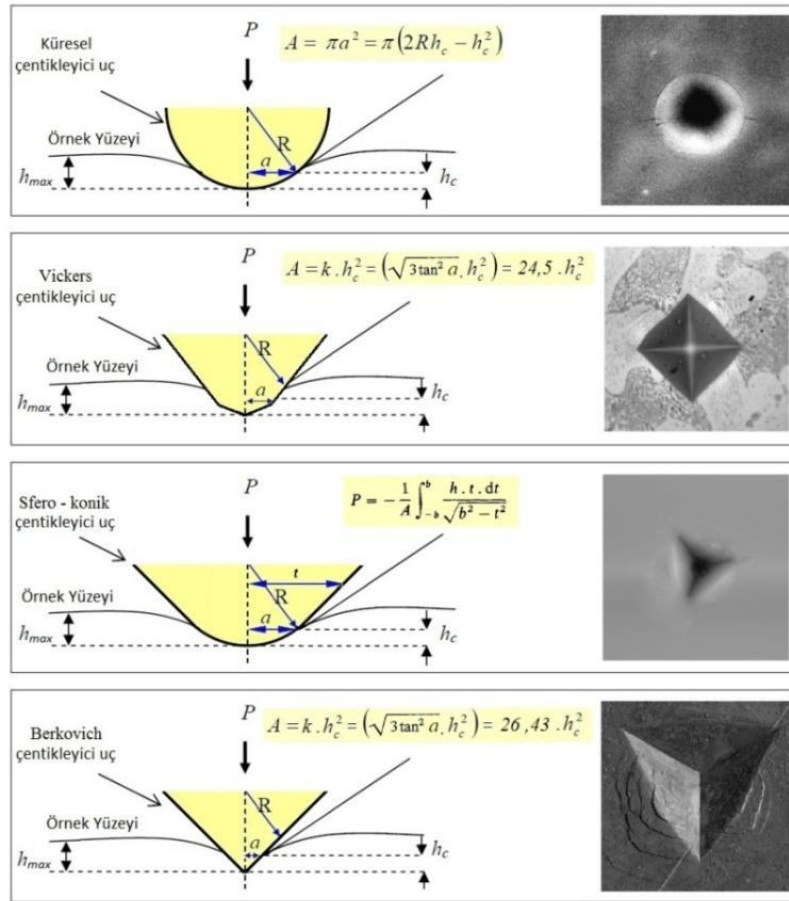 P
A = πa² = π(2Rh_c − h_c²)
Küresel
çentikleyici uç
Örnek Yüzeyi
R
a
h_max
h_c
P
A = k . h_c² = (√3tan² a . h_c²) = 24,5 . h_c²
Vickers
çentikleyici uç
Örnek Yüzeyi
R
a
h_max
h_c
P
P = − 1/A ∫_{-b}^{b} h . t . dt / √b² − t²
Sfero - konik
çentikleyici uç
Örnek Yüzeyi
t
R
a
h_max
h_c
P
A = k . h_c² = (√3tan² a . h_c²) = 26,43 . h_c²
Berkovich
çentikleyici uç
Örnek Yüzeyi
R
a
h_max
h_c